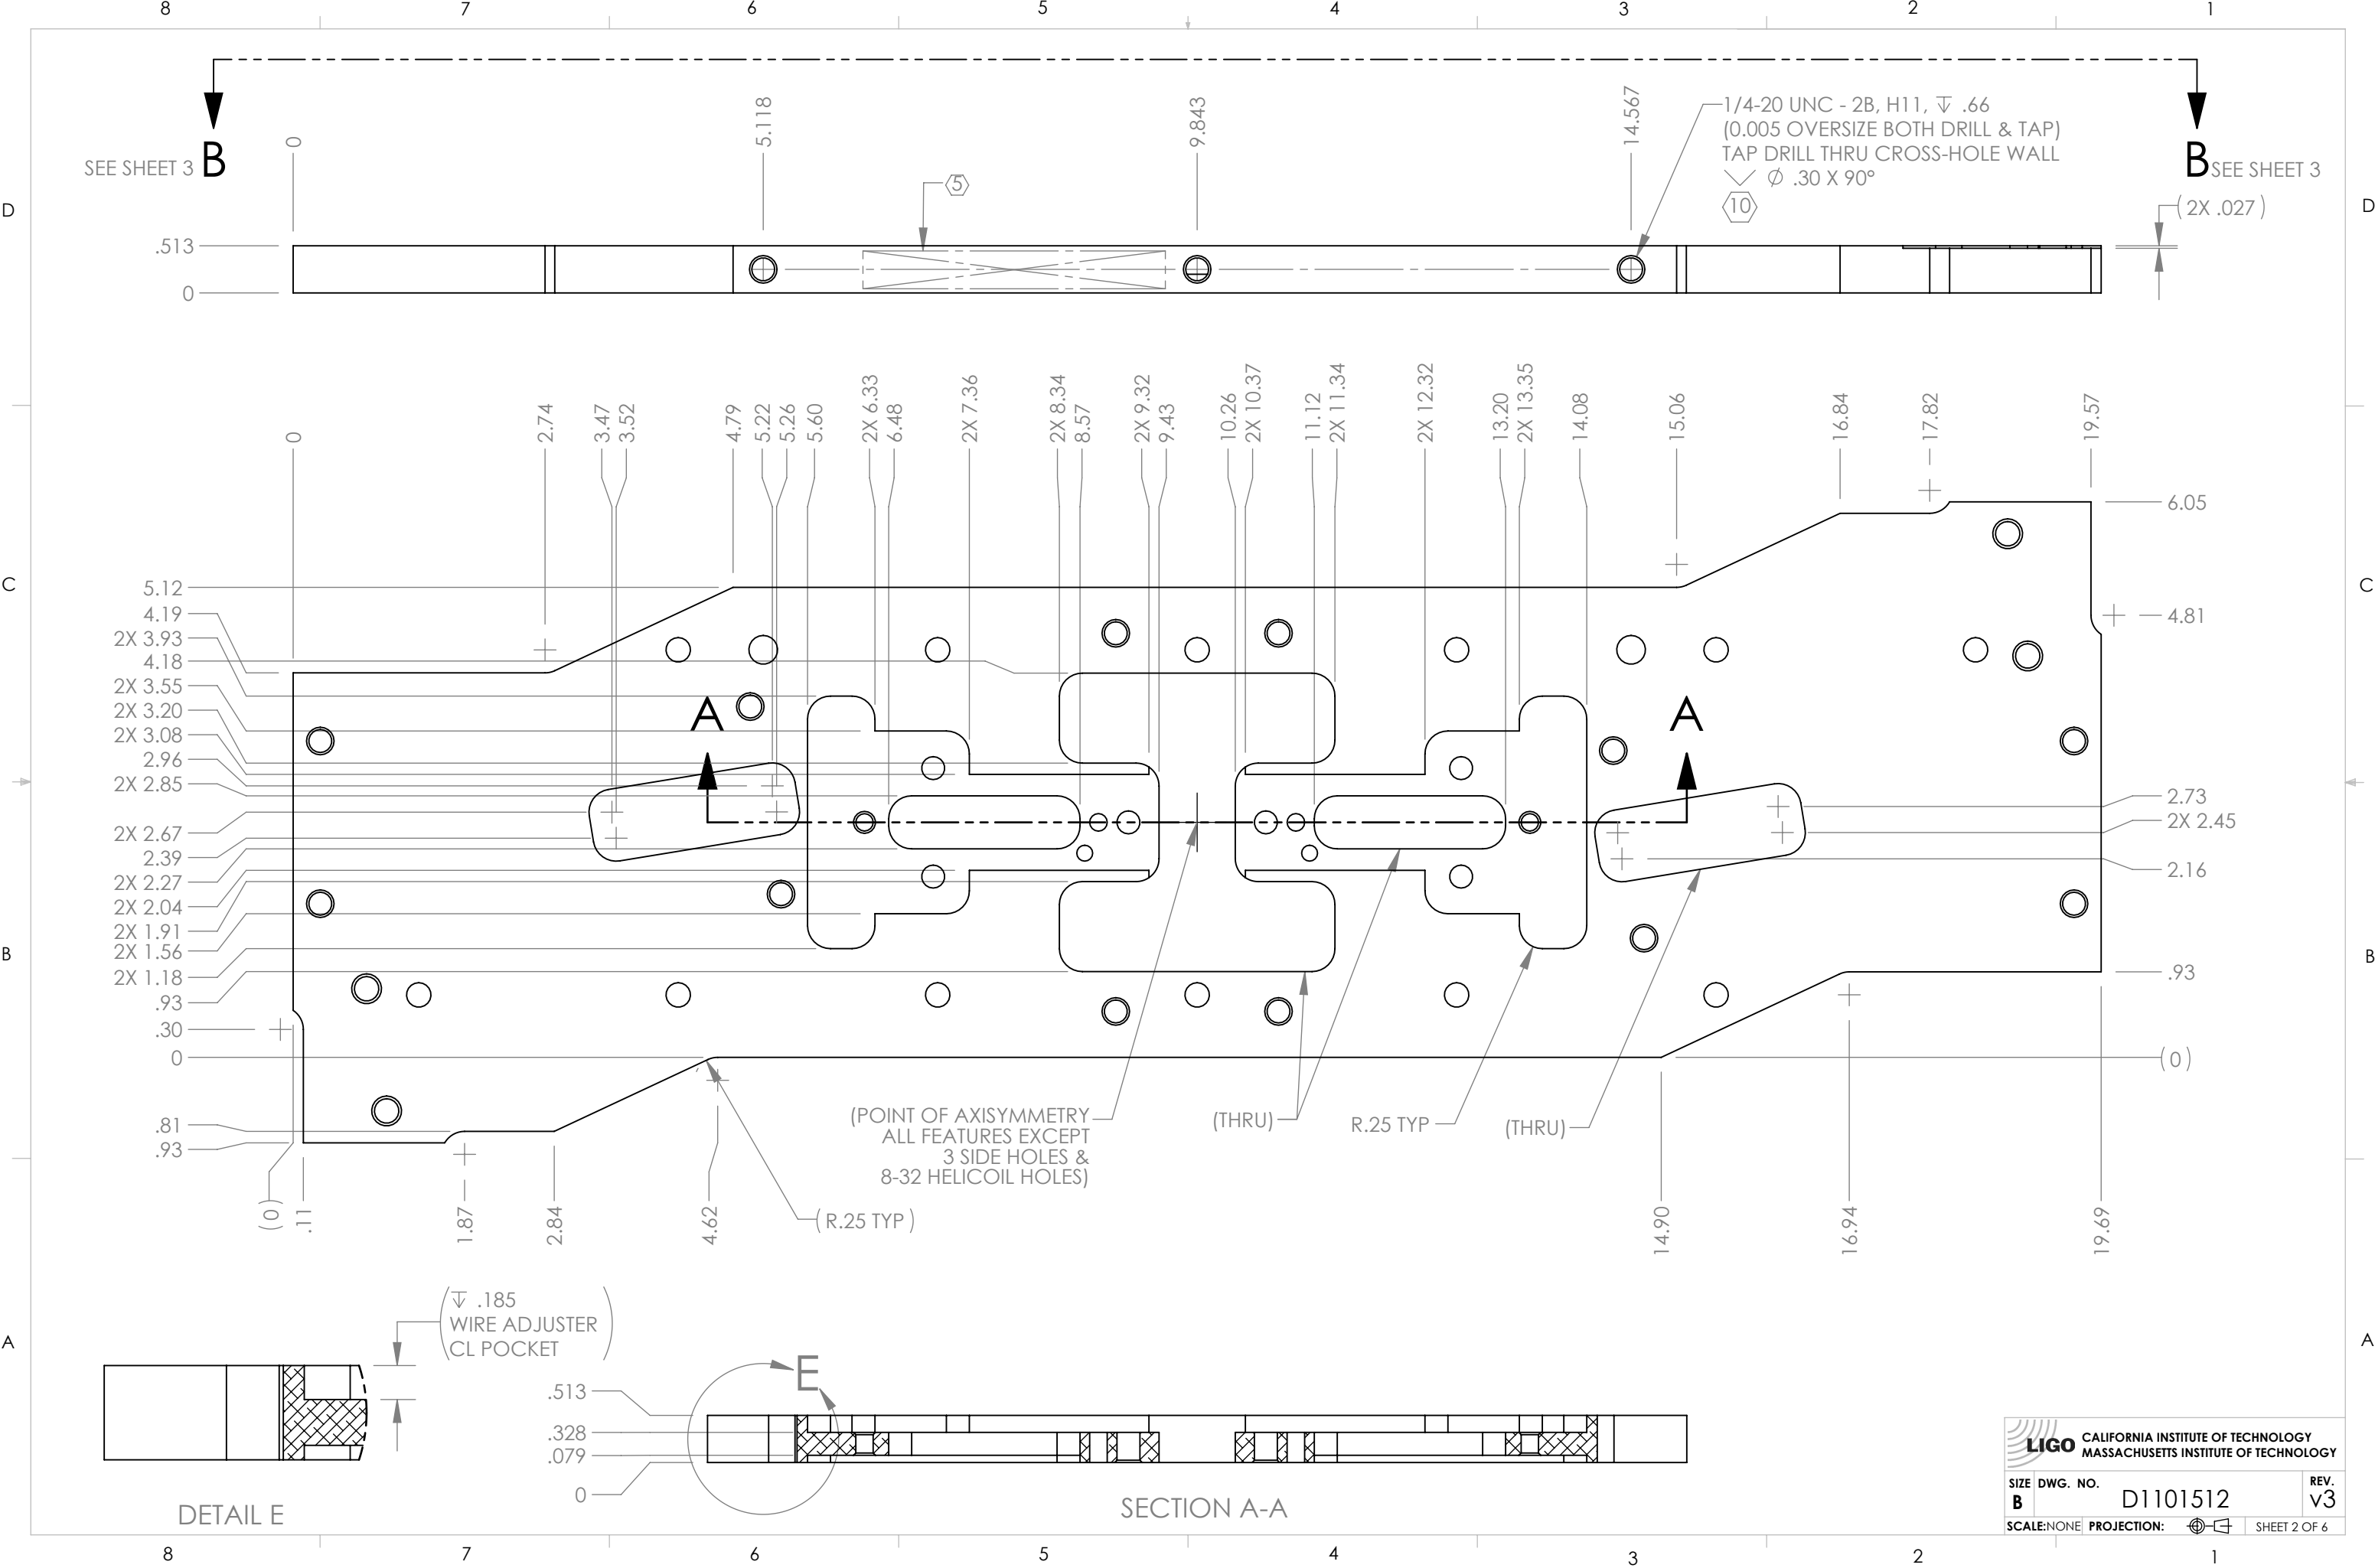 8 7 6 5 4 3 2 1
SEE SHEET 3 B
B SEE SHEET 3
0
5.118
9.843
14.567
5
1/4-20 UNC - 2B, H11, ↧ .66
(0.005 OVERSIZE BOTH DRILL & TAP)
TAP DRILL THRU CROSS-HOLE WALL
⌵ Ø .30 X 90°
10
(2X .027)
D
D
.513
0
0
2.74
3.47
3.52
4.79
5.22
5.26
5.60
2X 6.33
6.48
2X 7.36
2X 8.34
8.57
2X 9.32
9.43
10.26
2X 10.37
11.12
2X 11.34
2X 12.32
13.20
2X 13.35
14.08
15.06
16.84
17.82
19.57
C
C
5.12
4.19
2X 3.93
4.18
2X 3.55
2X 3.20
2X 3.08
2.96
2X 2.85
2X 2.67
2.39
2X 2.27
2X 2.04
2X 1.91
2X 1.56
2X 1.18
.93
.30
0
.81
.93
A
A
6.05
4.81
2.73
2X 2.45
2.16
.93
(0)
B
B
(POINT OF AXISYMMETRY
ALL FEATURES EXCEPT
3 SIDE HOLES &
8-32 HELICOIL HOLES)
(THRU)
R.25 TYP
(THRU)
(0)
.11
1.87
2.84
4.62
(R.25 TYP)
14.90
16.94
19.69
A
A
(↧ .185
WIRE ADJUSTER
CL POCKET)
DETAIL E
E
.513
.328
.079
0
SECTION A-A
LIGO
CALIFORNIA INSTITUTE OF TECHNOLOGY
MASSACHUSETTS INSTITUTE OF TECHNOLOGY
SIZE DWG. NO. REV.
B D1101512 v3
SCALE:NONE PROJECTION: SHEET 2 OF 6
8 7 6 5 4 3 2 1